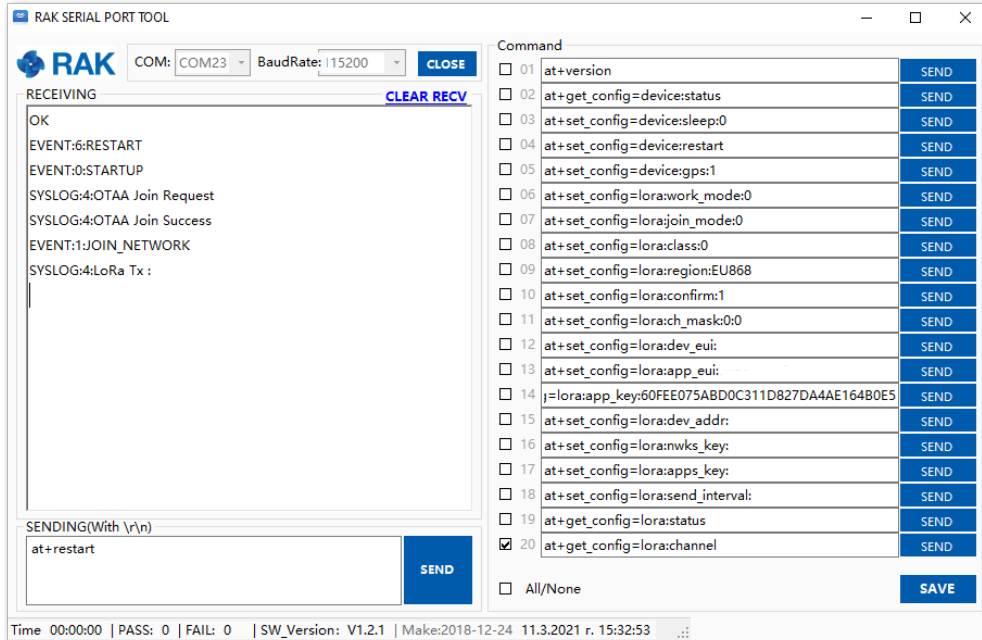 RAK SERIAL PORT TOOL
RAK COM: COM23 BaudRate: 115200 CLOSE
RECEIVING CLEAR RECV
OK
EVENT:6:RESTART
EVENT:0:STARTUP
SYSLOG:4:OTAA Join Request
SYSLOG:4:OTAA Join Success
EVENT:1:JOIN_NETWORK
SYSLOG:4:LoRa Tx :
SENDING(With \r\n)
at+restart
SEND
Command
01 at+version SEND
02 at+get_config=device:status SEND
03 at+set_config=device:sleep:0 SEND
04 at+set_config=device:restart SEND
05 at+set_config=device:gps:1 SEND
06 at+set_config=lora:work_mode:0 SEND
07 at+set_config=lora:join_mode:0 SEND
08 at+set_config=lora:class:0 SEND
09 at+set_config=lora:region:EU868 SEND
10 at+set_config=lora:confirm:1 SEND
11 at+set_config=lora:ch_mask:0:0 SEND
12 at+set_config=lora:dev_eui: SEND
13 at+set_config=lora:app_eui: SEND
14 g=lora:app_key:60FEE075ABD0C311D827DA4AE164B0E5 SEND
15 at+set_config=lora:dev_addr: SEND
16 at+set_config=lora:nwks_key: SEND
17 at+set_config=lora:apps_key: SEND
18 at+set_config=lora:send_interval: SEND
19 at+get_config=lora:status SEND
20 at+get_config=lora:channel SEND
All/None SAVE
Time 00:00:00 | PASS: 0 | FAIL: 0 | SW_Version: V1.2.1 | Make:2018-12-24 11.3.2021 г. 15:32:53